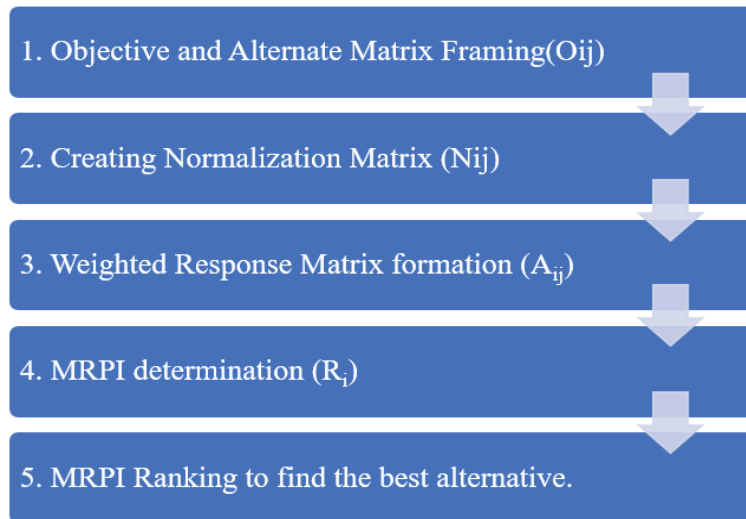 1. Objective and Alternate Matrix Framing(Oij)
2. Creating Normalization Matrix (Nij)
3. Weighted Response Matrix formation (Aij)
4. MRPI determination (Ri)
5. MRPI Ranking to find the best alternative.